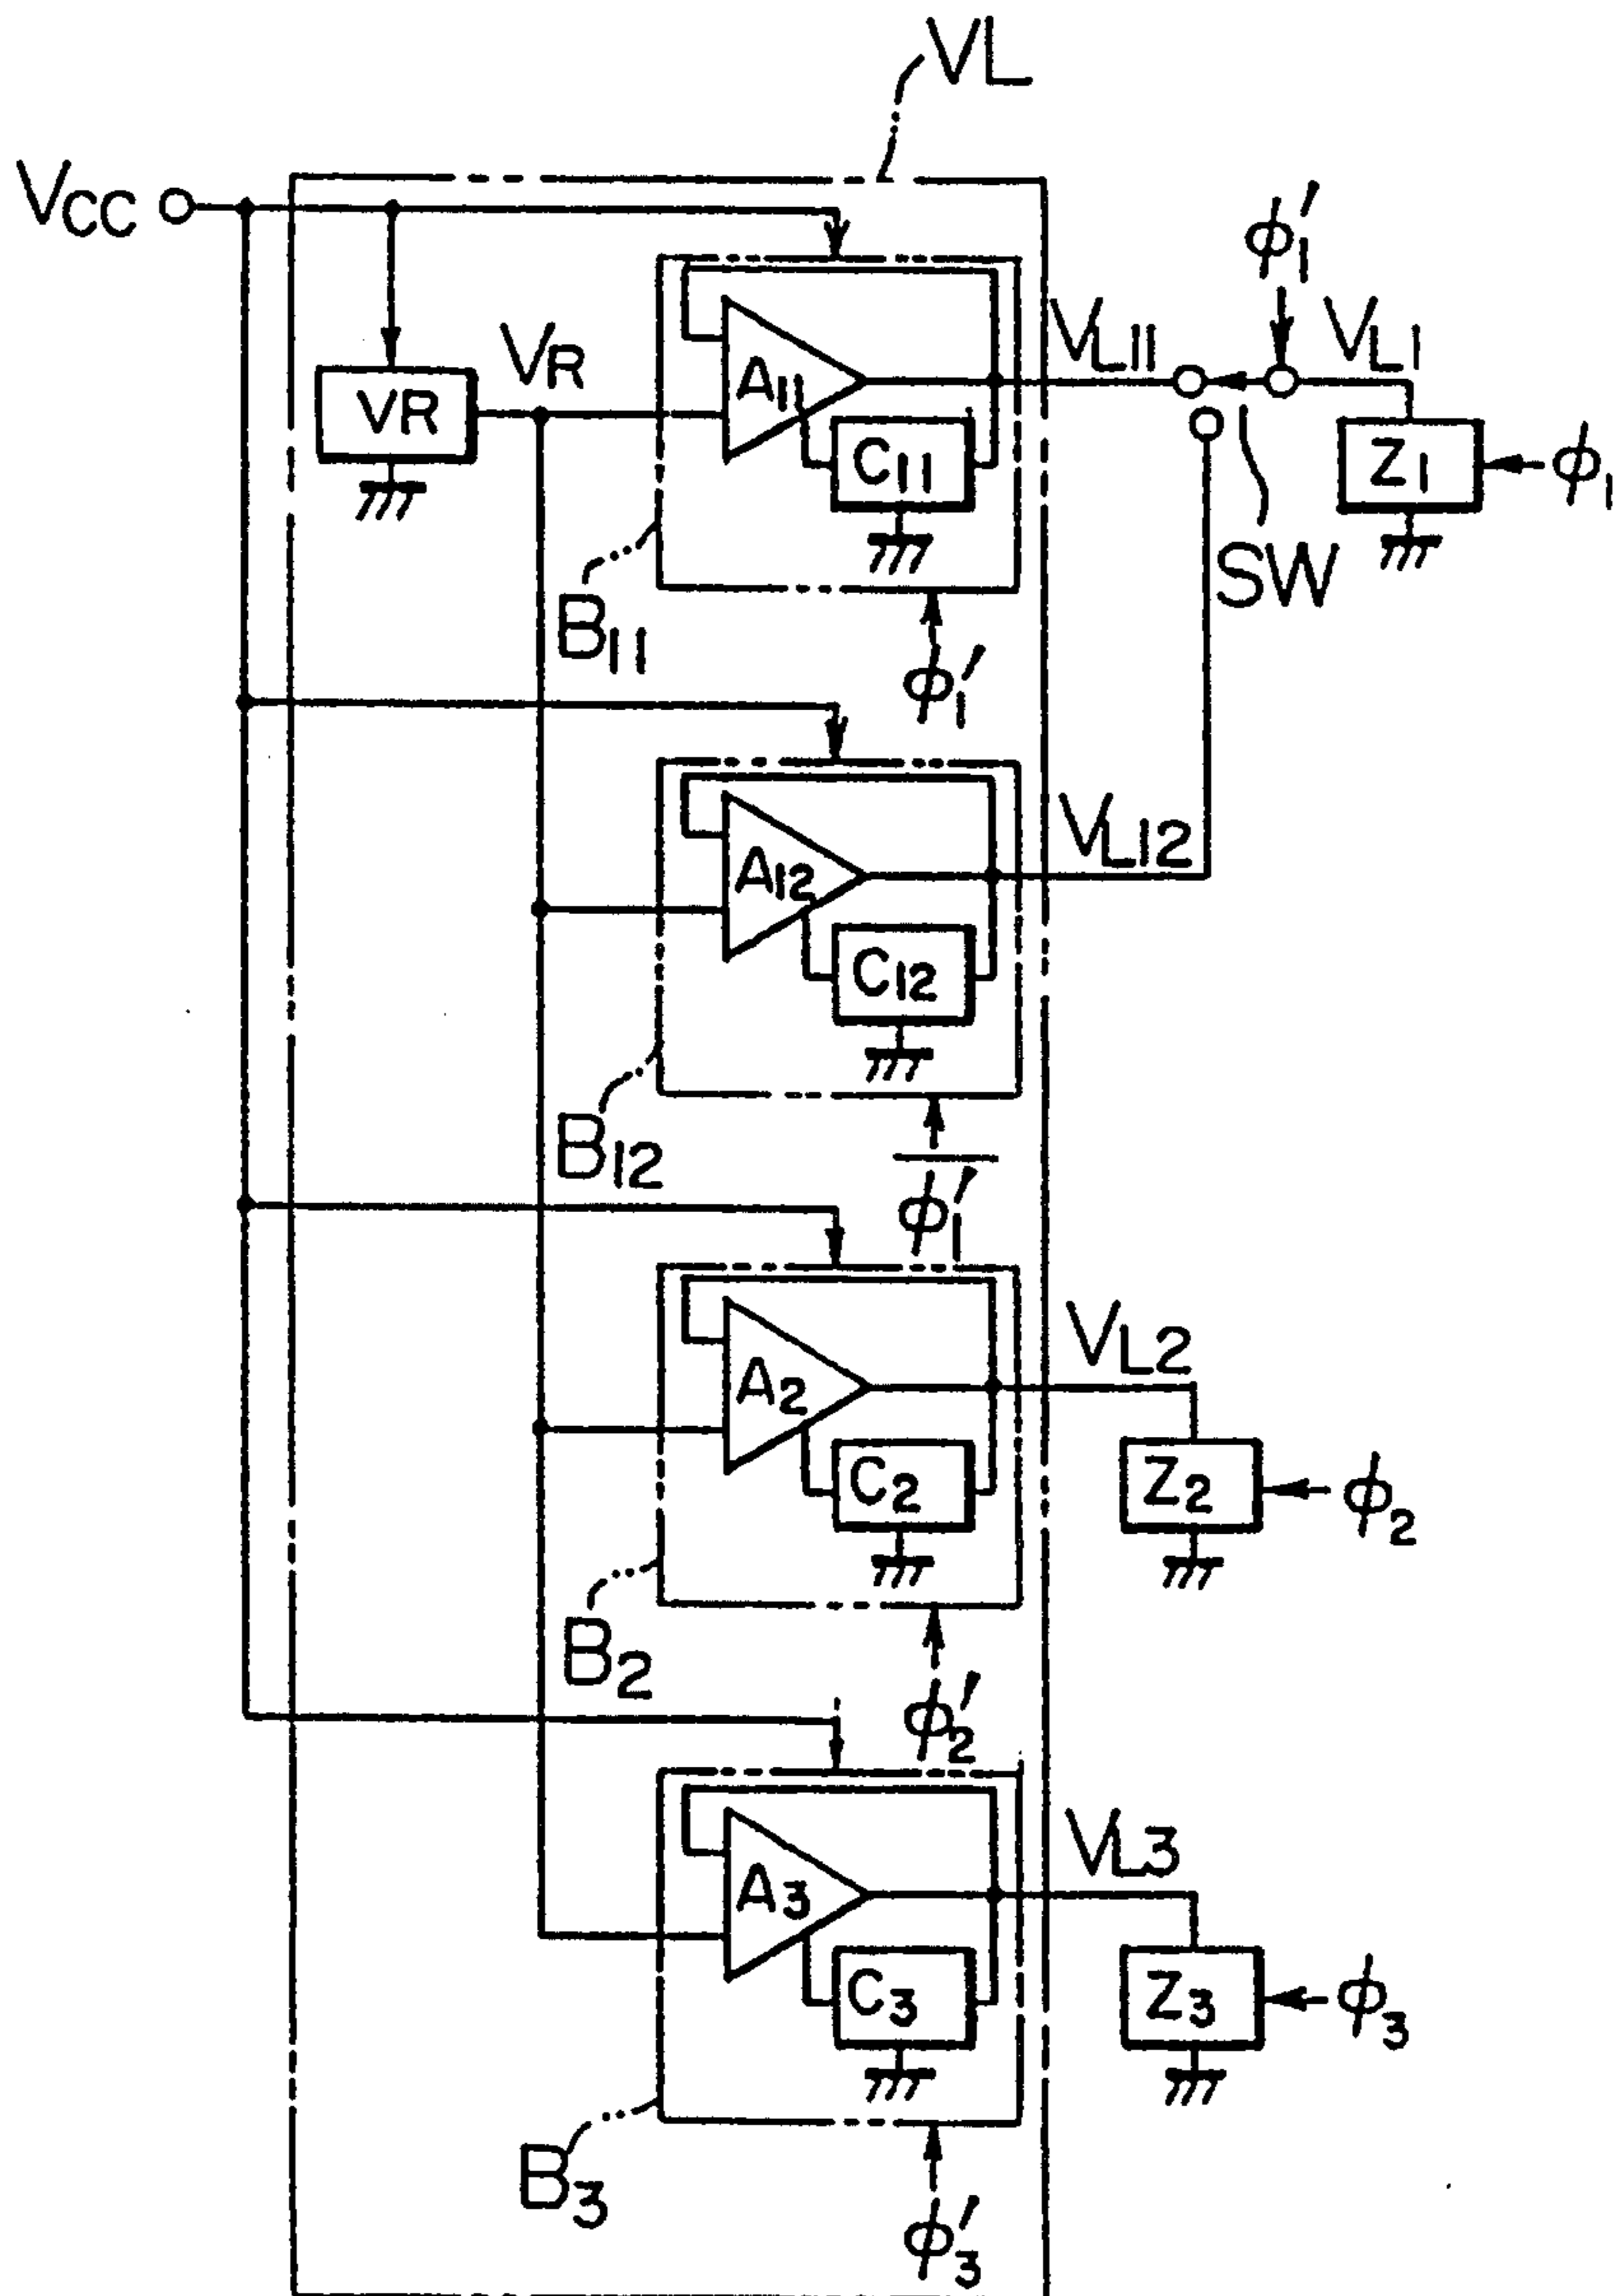 VL
VCC
ϕ1′
VR
VL11
VL1
VR
A11
C11
Z1
ϕ1
SW
B11
ϕ1′
VL12
A12
C12
B12
ϕ1′
VL2
A2
C2
Z2
ϕ2
B2
ϕ2′
VL3
A3
C3
Z3
ϕ3
B3
ϕ3′